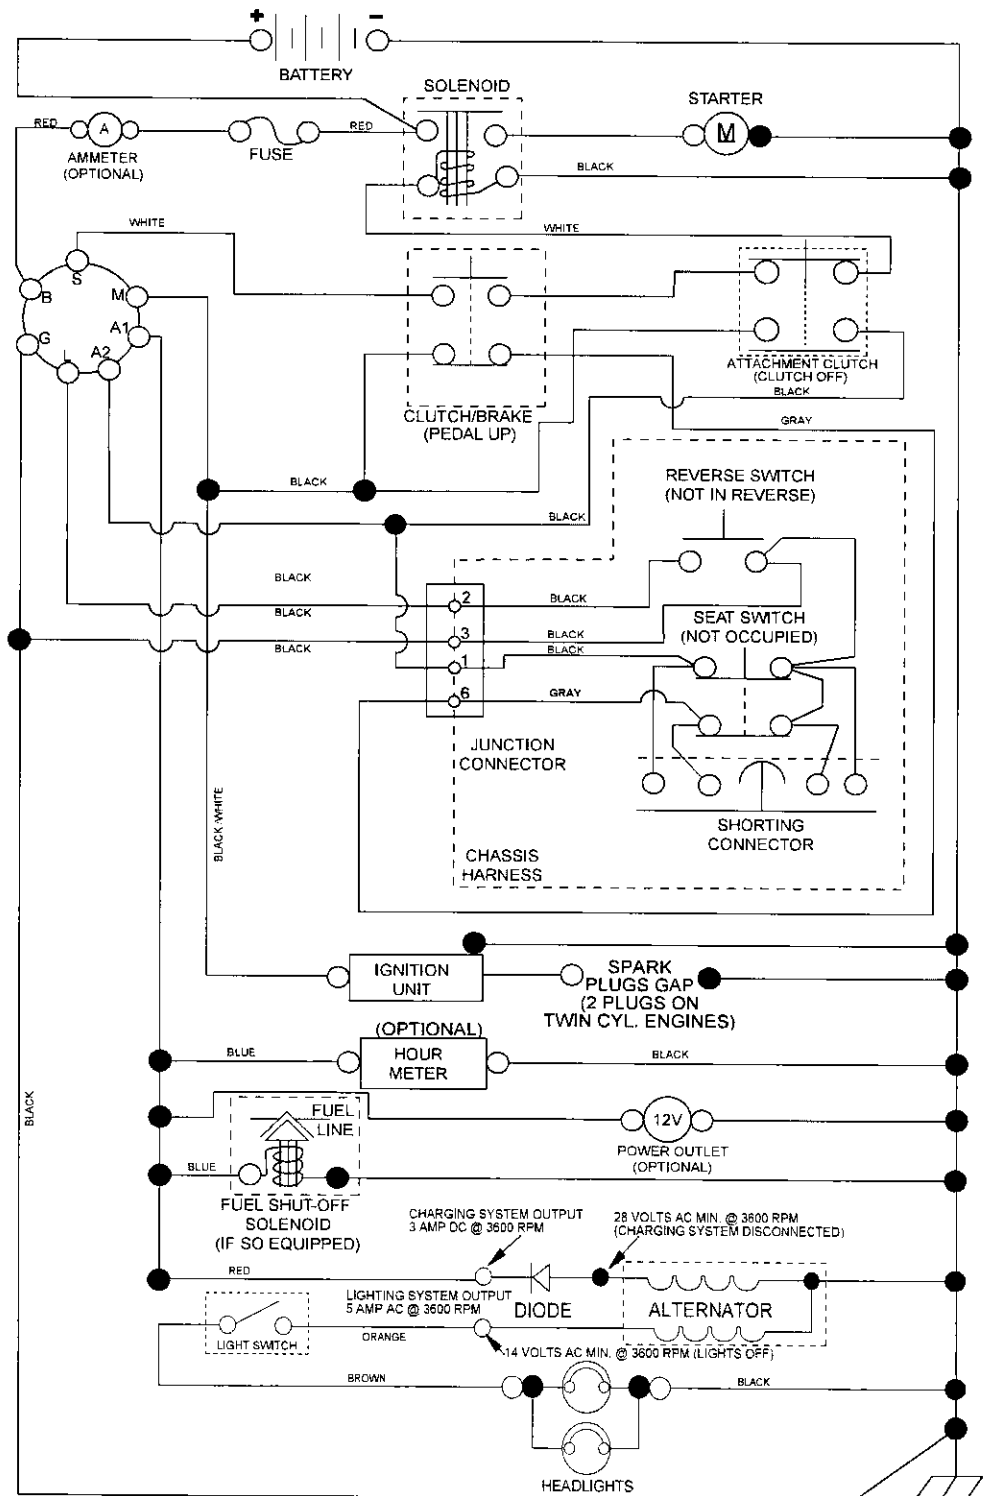 + -
BATTERY
SOLENOID
STARTER
RED
A
RED
M
FUSE
AMMETER
(OPTIONAL)
BLACK
WHITE
WHITE
S
B
M
G
A1
L
A2
ATTACHMENT CLUTCH
(CLUTCH OFF)
BLACK
CLUTCH/BRAKE
(PEDAL UP)
GRAY
REVERSE SWITCH
(NOT IN REVERSE)
BLACK
BLACK
BLACK
2
BLACK
BLACK
SEAT SWITCH
(NOT OCCUPIED)
3
BLACK
BLACK
BLACK
1
6
GRAY
JUNCTION
CONNECTOR
SHORTING
CONNECTOR
BLACK/WHITE
CHASSIS
HARNESS
IGNITION
UNIT
SPARK
PLUGS GAP
(2 PLUGS ON
TWIN CYL. ENGINES)
(OPTIONAL)
BLUE
HOUR
METER
BLACK
BLACK
FUEL
LINE
12V
POWER OUTLET
(OPTIONAL)
BLUE
FUEL SHUT-OFF
SOLENOID
(IF SO EQUIPPED)
CHARGING SYSTEM OUTPUT
3 AMP DC @ 3600 RPM
28 VOLTS AC MIN. @ 3600 RPM
(CHARGING SYSTEM DISCONNECTED)
RED
LIGHTING SYSTEM OUTPUT
5 AMP AC @ 3600 RPM
DIODE
ALTERNATOR
LIGHT SWITCH
ORANGE
14 VOLTS AC MIN. @ 3600 RPM (LIGHTS OFF)
BROWN
BLACK
HEADLIGHTS